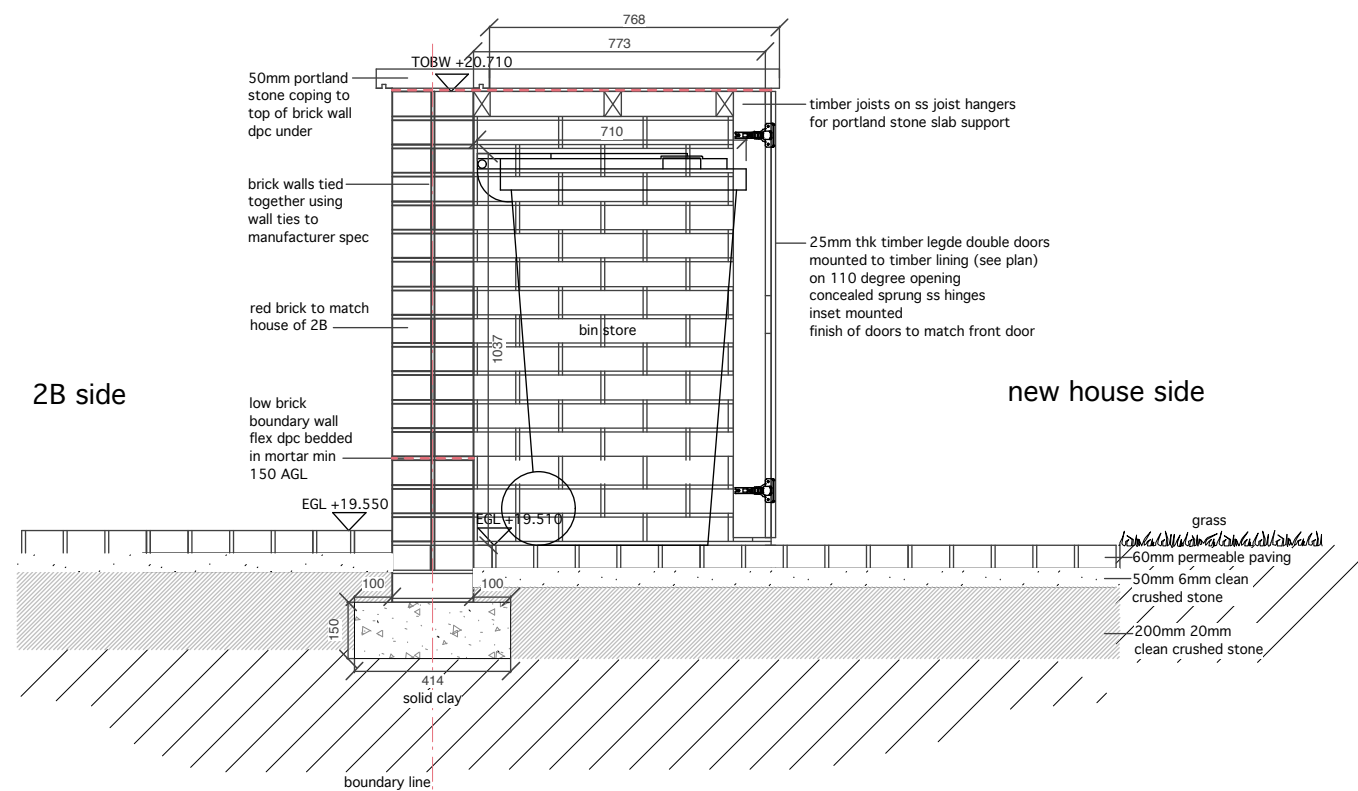 768
773
TOBW +20.710
50mm portland
stone coping to
top of brick wall
dpc under
timber joists on ss joist hangers
for portland stone slab support
710
brick walls tied
together using
wall ties to
manufacturer spec
25mm thk timber legde double doors
mounted to timber lining (see plan)
on 110 degree opening
concealed sprung ss hinges
inset mounted
finish of doors to match front door
red brick to match
house of 2B
bin store
1037
2B side
new house side
low brick
boundary wall
flex dpc bedded
in mortar min
150 AGL
EGL +19.550
EGL +19.510
grass
60mm permeable paving
50mm 6mm clean
crushed stone
100
100
150
200mm 20mm
clean crushed stone
414
solid clay
boundary line